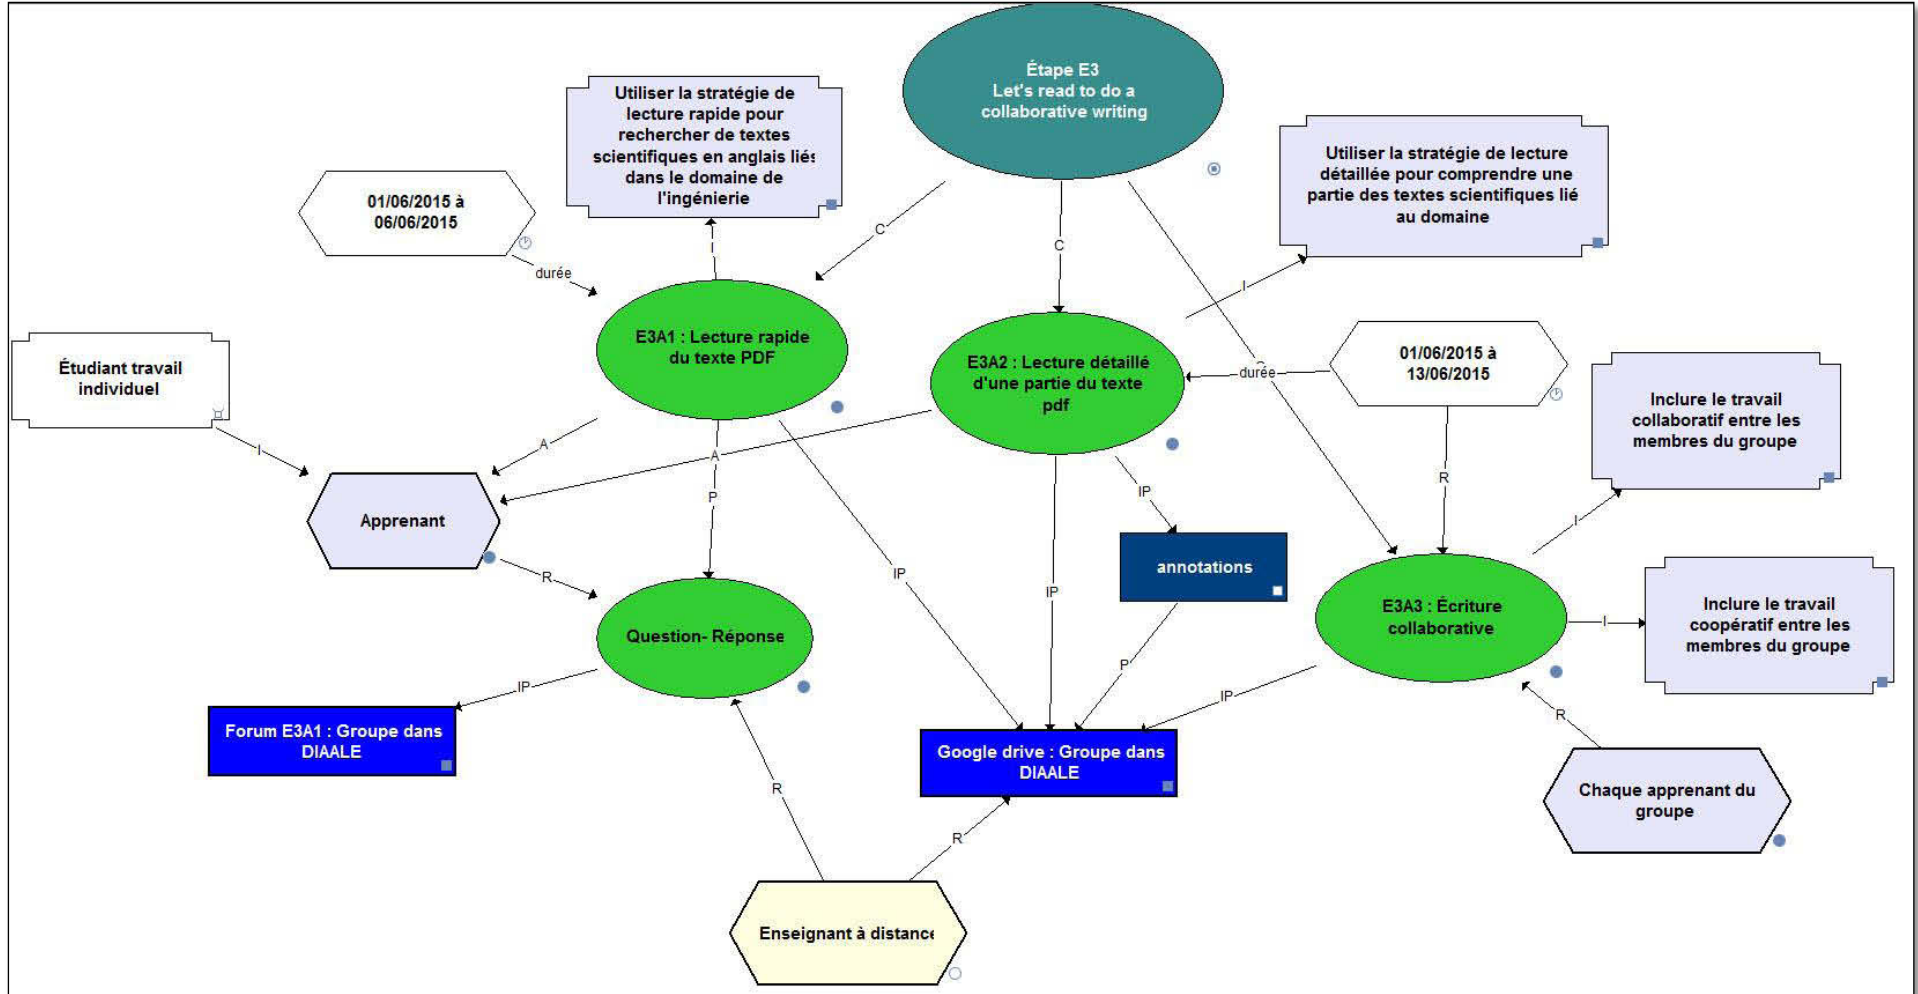 Étape E3
Let's read to do a
collaborative writing
Utiliser la stratégie de
lecture rapide pour
rechercher de textes
scientifiques en anglais liés
dans le domaine de
l'ingénierie
Utiliser la stratégie de lecture
détaillée pour comprendre une
partie des textes scientifiques lié
au domaine
01/06/2015 à
06/06/2015
durée
I
C
C
C
I
E3A1 : Lecture rapide
du texte PDF
E3A2 : Lecture détaillé
d'une partie du texte
pdf
durée
01/06/2015 à
13/06/2015
Étudiant travail
individuel
Inclure le travail
collaboratif entre les
membres du groupe
I
A
A
P
IP
IP
IP
R
I
Apprenant
R
annotations
P
Question- Réponse
E3A3 : Écriture
collaborative
I
Inclure le travail
coopératif entre les
membres du groupe
IP
IP
R
Forum E3A1 : Groupe dans
DIAALE
Google drive : Groupe dans
DIAALE
R
R
Chaque apprenant du
groupe
Enseignant à distance